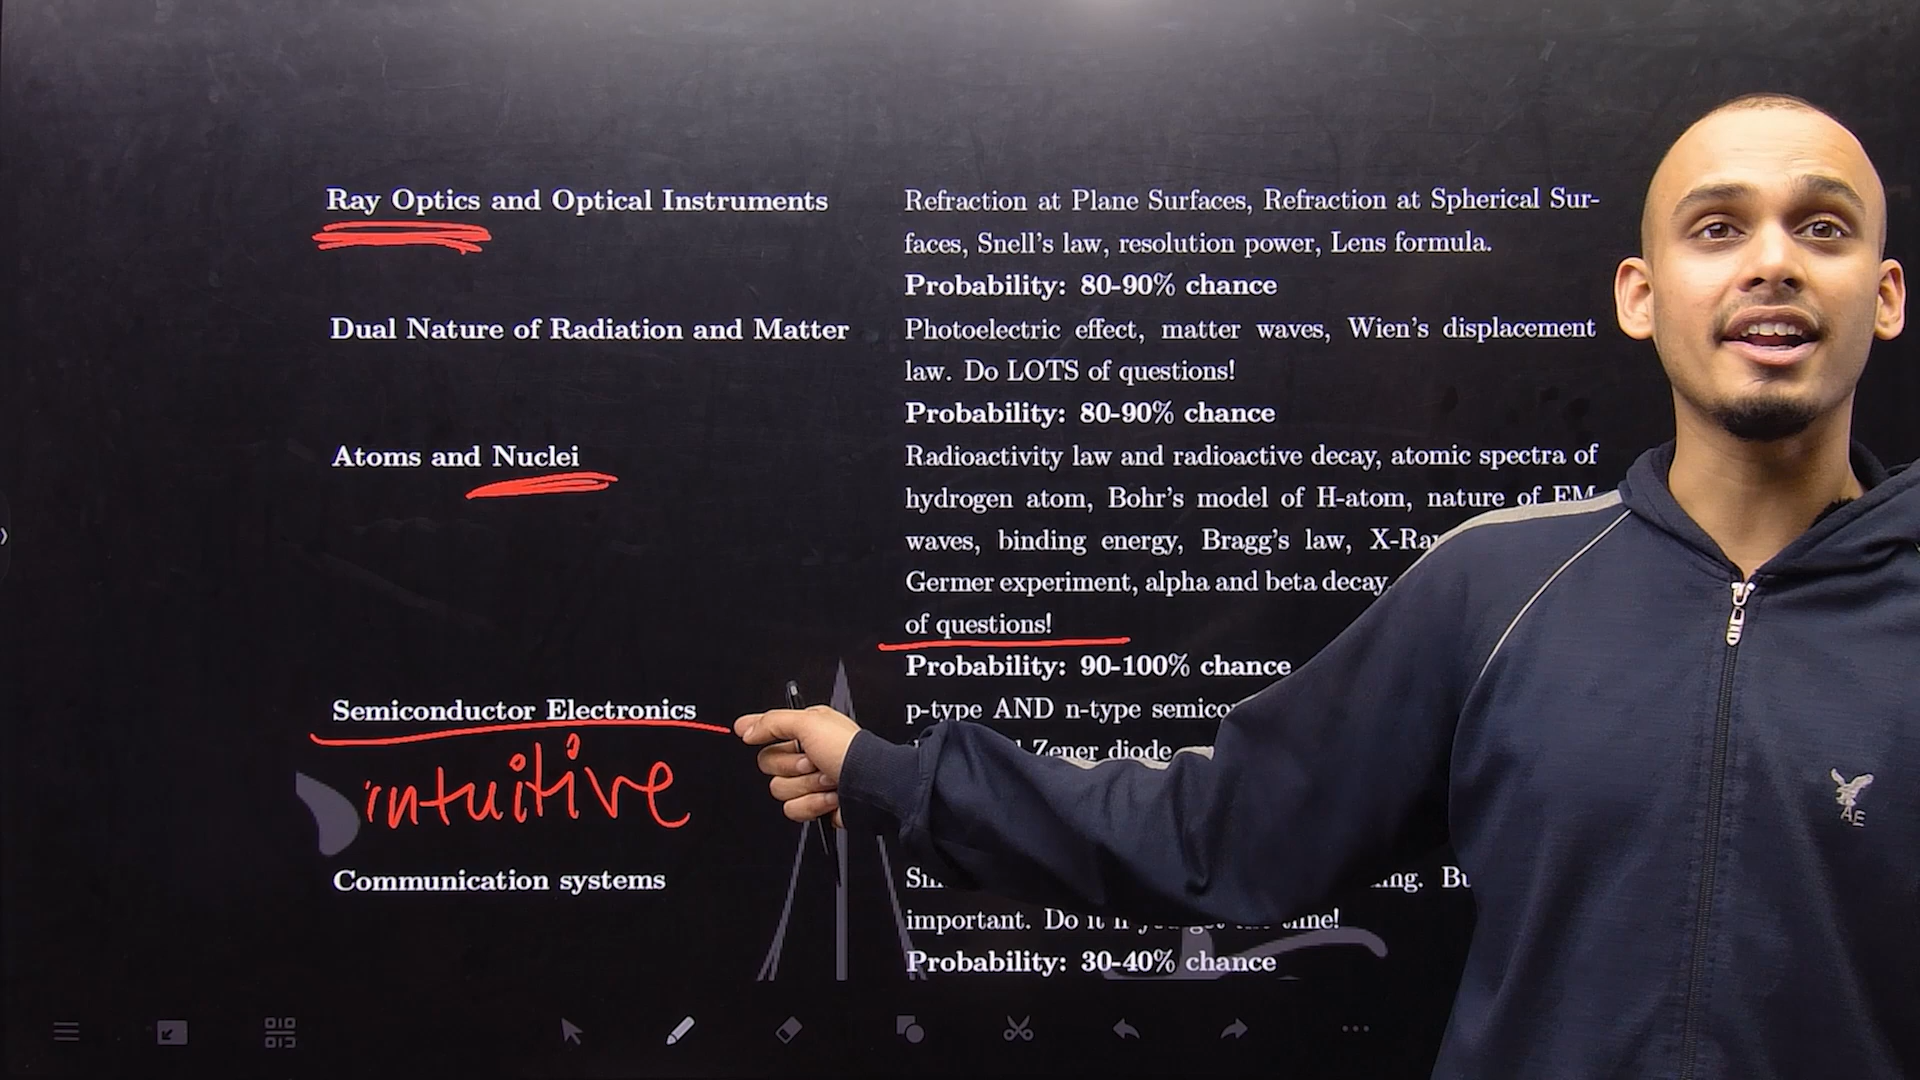 Ray Optics and Optical Instruments
Refraction at Plane Surfaces, Refraction at Spherical Sur-
faces, Snell's law, resolution power, Lens formula.
Probability: 80-90% chance
Dual Nature of Radiation and Matter
Photoelectric effect, matter waves, Wien's displacement
law. Do LOTS of questions!
Probability: 80-90% chance
Atoms and Nuclei
Radioactivity law and radioactive decay, atomic spectra of
hydrogen atom, Bohr's model of H-atom, nature of EM
waves, binding energy, Bragg's law,
Germer experiment, alpha and beta decay,
of questions!
Probability: 90-100% chance
Semiconductor Electronics
p-type AND n-type
Zener diode
intuitive
Communication systems
important. Do it
Probability: 30-40% chance
AE